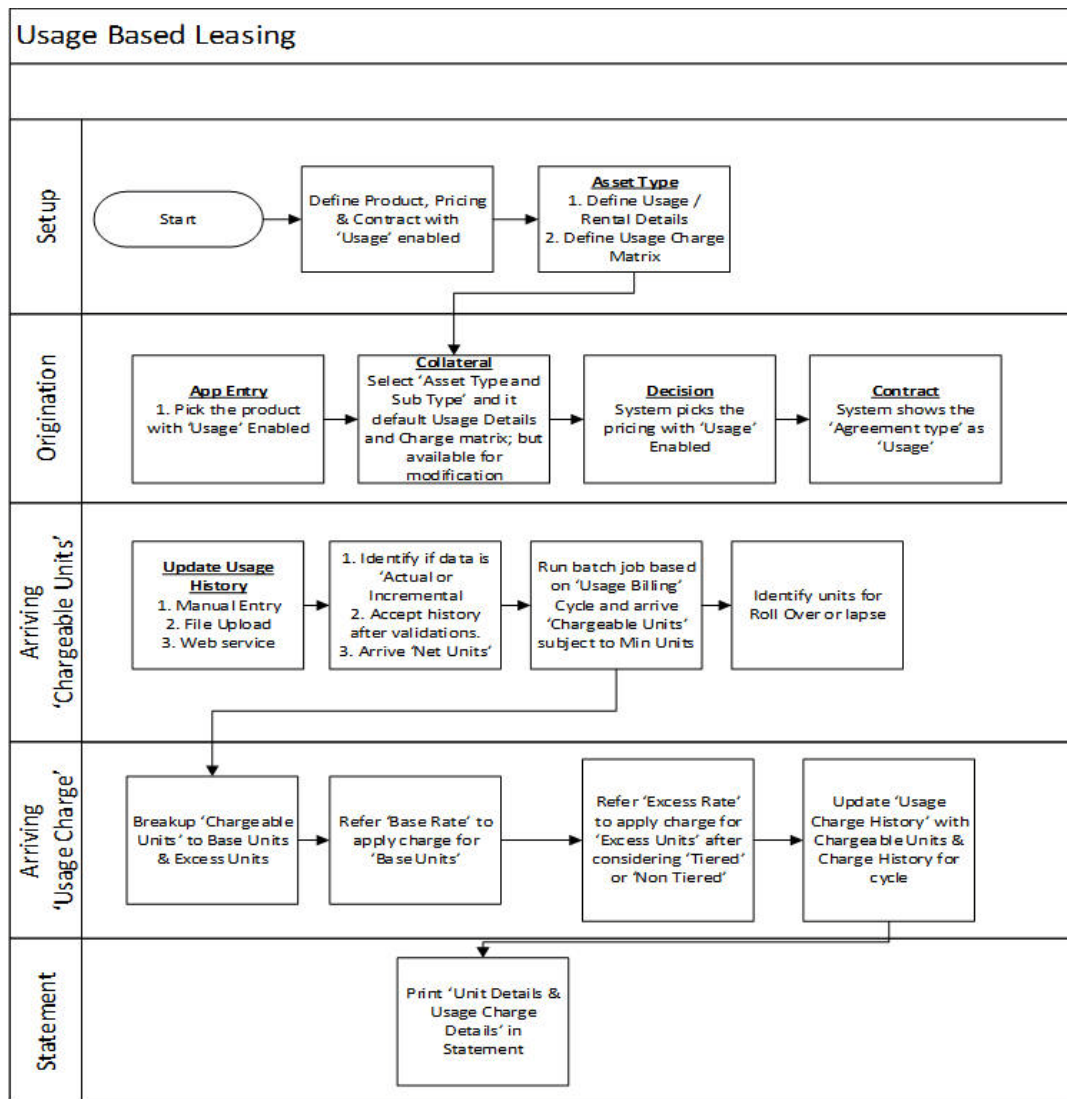 Usage Based Leasing
Setup
Start
Define Product, Pricing
& Contract with
‘Usage’ enabled
Asset Type
1. Define Usage /
Rental Details
2. Define Usage Charge
Matrix
Origination
App Entry
1. Pick the product
with ‘Usage’ Enabled
Collateral
Select ‘Asset Type and
Sub Type’ and it
default Usage Details
and Charge matrix; but
available for
modification
Decision
System picks the
pricing with ‘Usage’
Enabled
Contract
System shows the
‘Agreement type’ as
‘Usage’
Arriving
‘Chargeable Units’
Update Usage
History
1. Manual Entry
2. File Upload
3. Web service
1. Identify if data is
‘Actual or
Incremental
2. Accept history
after validations.
3. Arrive ‘Net Units’
Run batch job based
on ‘Usage Billing’
Cycle and arrive
‘Chargeable Units’
subject to Min Units
Identify units for
Roll Over or lapse
Arriving
‘Usage Charge’
Breakup ‘Chargeable
Units’ to Base Units
& Excess Units
Refer ‘Base Rate’ to
apply charge for
‘Base Units’
Refer ‘Excess Rate’
to apply charge for
‘Excess Units’ after
considering ‘Tiered’
or ‘Non Tiered’
Update ‘Usage
Charge History’ with
Chargeable Units &
Charge History for
cycle
Statement
Print ‘Unit Details &
Usage Charge
Details’ in
Statement